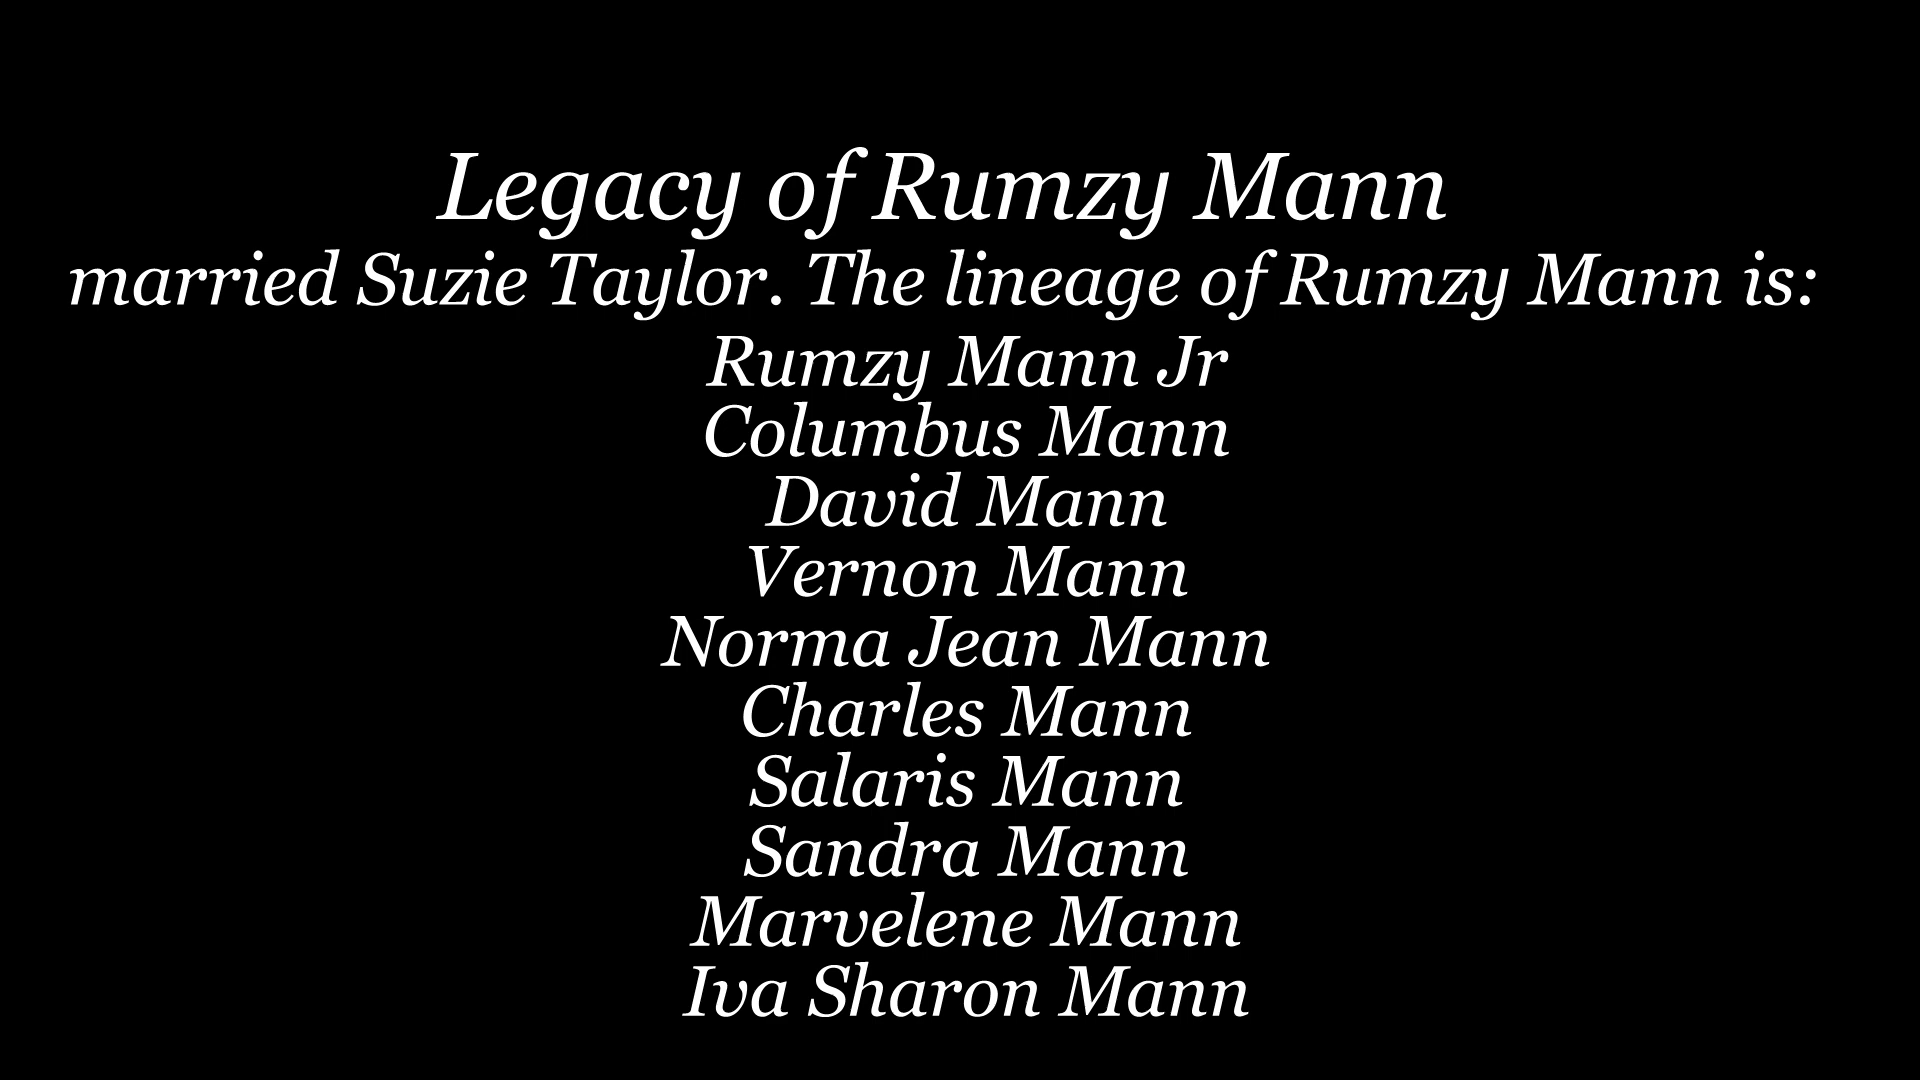 Legacy of Rumzy Mann
married Suzie Taylor. The lineage of Rumzy Mann is:
Rumzy Mann Jr
Columbus Mann
David Mann
Vernon Mann
Norma Jean Mann
Charles Mann
Salaris Mann
Sandra Mann
Marvelene Mann
Iva Sharon Mann